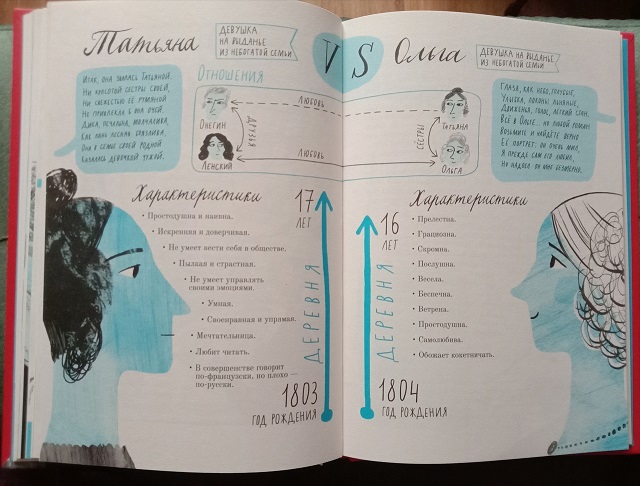 Татьяна
ДЕВУШКА
НА ВЫДАНЬЕ
ИЗ НЕБОГАТОЙ СЕМЬИ
VS
Ольга
ДЕВУШКА НА ВЫДАНЬЕ
ИЗ НЕБОГАТОЙ СЕМЬИ
Итак, она звалась Татьяной.
Ни красотой сестры своей,
Ни свежестью её румяной
Не привлекла б она очей.
Дика, печальна, молчалива,
Как лань лесная боязлива,
Она в семье своей родной
Казалась девочкой чужой.
ОТНОШЕНИЯ
ОНЕГИН
ЛЕНСКИЙ
ДРУЗЬЯ
ЛЮБОВЬ
ЛЮБОВЬ
ТАТЬЯНА
ОЛЬГА
СЁСТРЫ
Глаза, как небо, голубые,
Улыбка, локоны льняные,
Движенья, голос, лёгкий стан,
Всё в Ольге... но любой роман
Возьмите и найдёте верно
Её портрет: он очень мил,
Я прежде сам его любил,
Но надоел он мне безмерно.
Характеристики
• Простодушна и наивна.
• Искренняя и доверчивая.
• Не умеет вести себя в обществе.
• Пылкая и страстная.
• Не умеет управлять
своими эмоциями.
• Умная.
• Своенравная и упрямая.
• Мечтательница.
• Любит читать.
• В совершенстве говорит
по-французски, но плохо —
по-русски.
17
ЛЕТ
ДЕРЕВНЯ
1803
ГОД РОЖДЕНИЯ
16
ЛЕТ
ДЕРЕВНЯ
1804
ГОД РОЖДЕНИЯ
Характеристики
• Прелестна.
• Грациозна.
• Скромна.
• Послушна.
• Весела.
• Беспечна.
• Ветрена.
• Простодушна.
• Самолюбива.
• Обожает кокетничать.